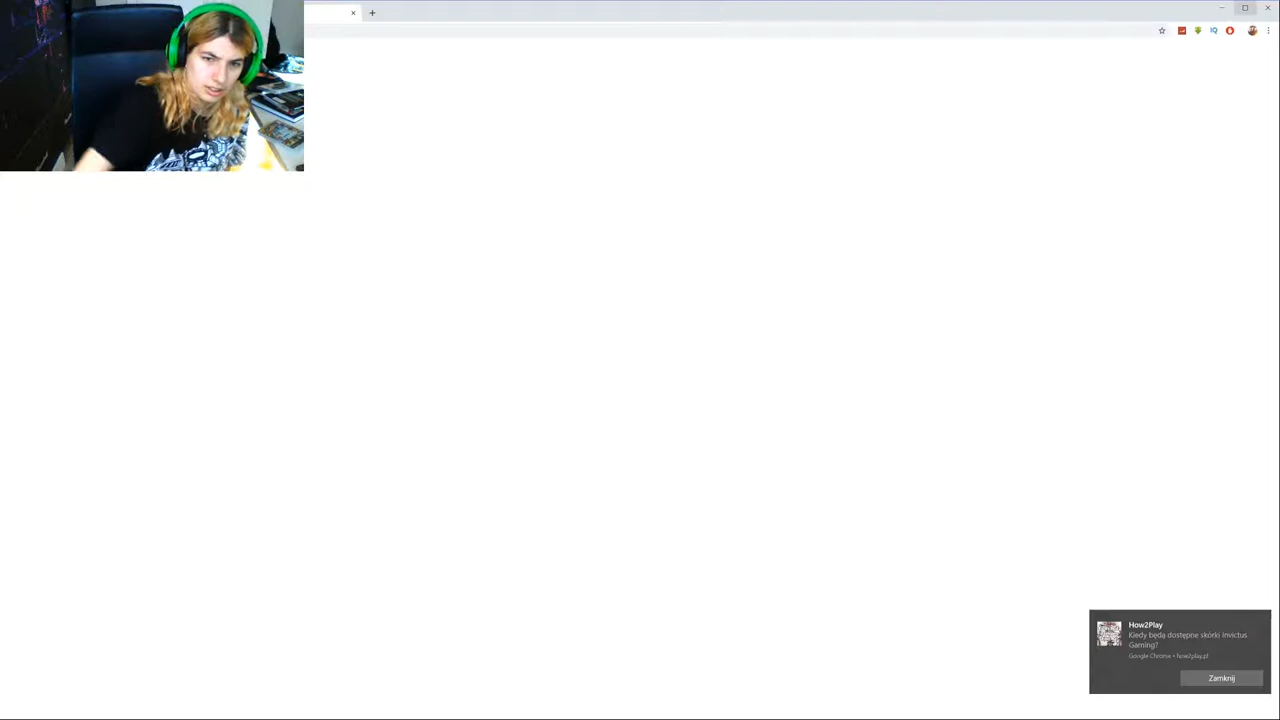 How2Play
Kiedy będą dostępne skórki Invictus
Gaming?
Google Chrome • how2play.pl
Zamknij